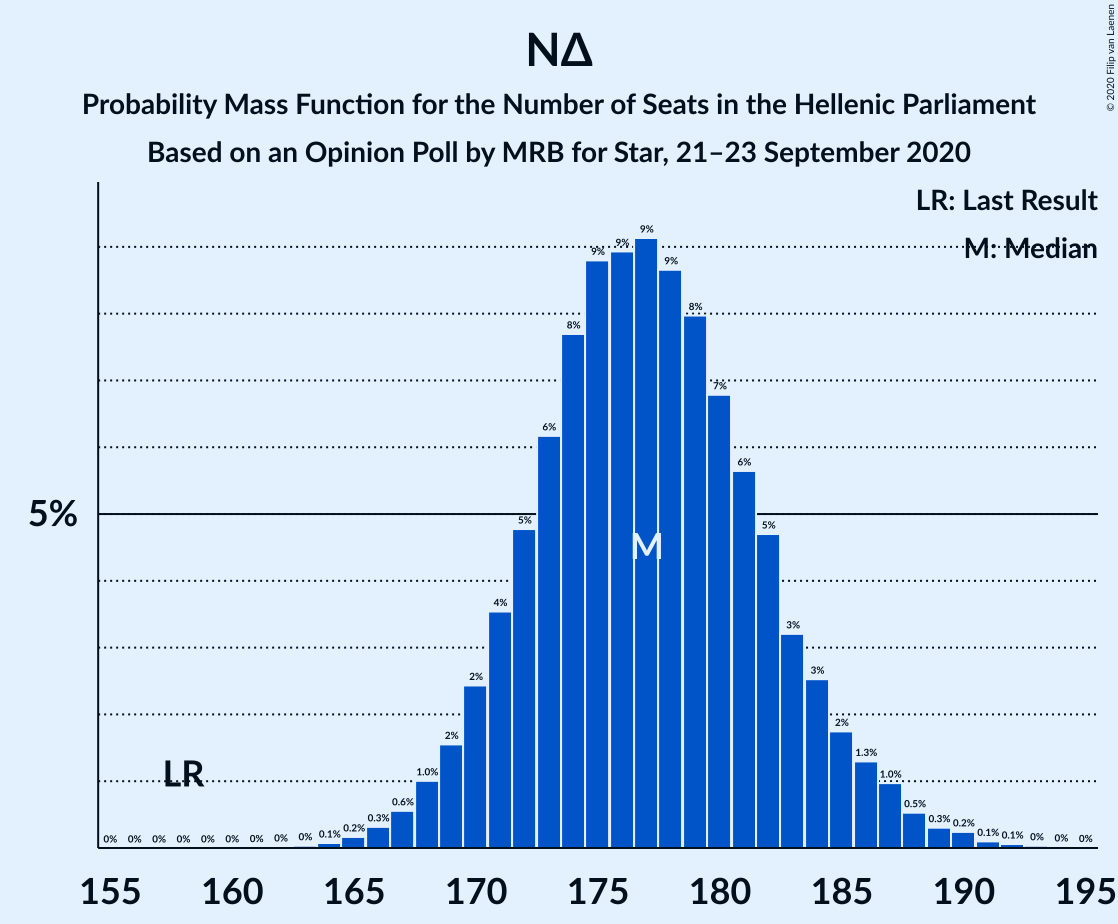 © 2020 Filip van Laenen
NΔ
Probability Mass Function for the Number of Seats in the Hellenic Parliament
Based on an Opinion Poll by MRB for Star, 21–23 September 2020
LR: Last Result
M: Median
5%
LR
M
0% 0% 0% 0% 0% 0% 0% 0% 0% 0.1% 0.2% 0.3% 0.6% 1.0% 2% 2% 4% 5% 6% 8% 9% 9% 9% 9% 8% 7% 6% 5% 3% 3% 2% 1.3% 1.0% 0.5% 0.3% 0.2% 0.1% 0.1% 0% 0% 0%
155 160 165 170 175 180 185 190 195